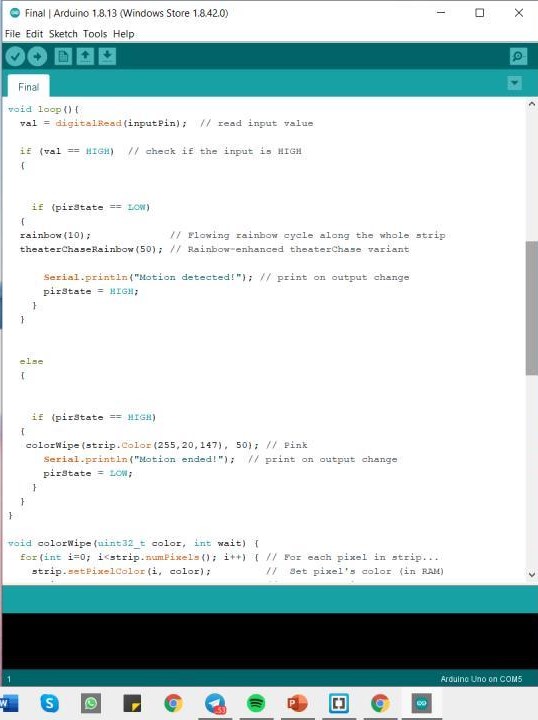 Final | Arduino 1.8.13 (Windows Store 1.8.42.0)
File Edit Sketch Tools Help
Final
void loop(){
val = digitalRead(inputPin); // read input value
if (val == HIGH) // check if the input is HIGH
{
if (pirState == LOW)
{
rainbow(10); // Flowing rainbow cycle along the whole strip
theaterChaseRainbow(50); // Rainbow-enhanced theaterChase variant
Serial.println("Motion detected!"); // print on output change
pirState = HIGH;
}
}
else
{
if (pirState == HIGH)
{
colorWipe(strip.Color(255,20,147), 50); // Pink
Serial.println("Motion ended!"); // print on output change
pirState = LOW;
}
}
}
void colorWipe(uint32_t color, int wait) {
for(int i=0; i<strip.numPixels(); i++) { // For each pixel in strip...
strip.setPixelColor(i, color); // Set pixel's color (in RAM)
1
Arduino Uno on COM5